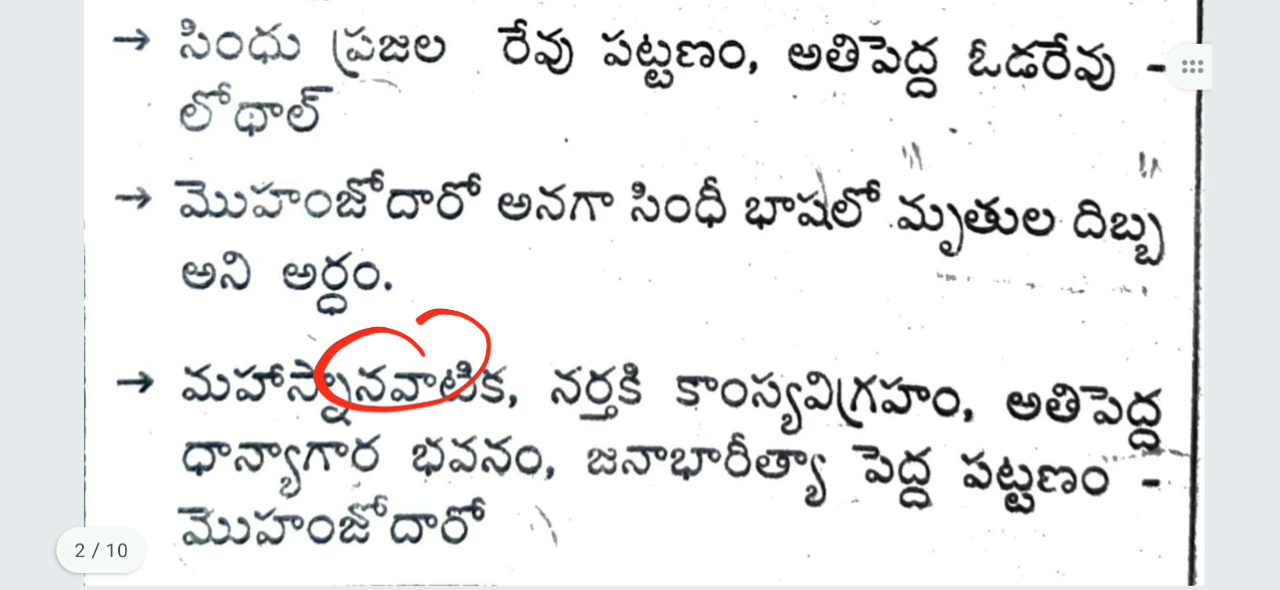 → సింధు ప్రజల రేవు పట్టణం, అతిపెద్ద ఓడరేవు -
లోథాల్
→ మొహంజోదారో అనగా సింధీ భాషలో మృతుల దిబ్బ
అని అర్ధం.
→ మహాస్నానవాటిక, నర్తకి కాంస్యవిగ్రహం, అతిపెద్ద
ధాన్యాగార భవనం, జనాభారీత్యా పెద్ద పట్టణం -
మొహంజోదారో
2 / 10